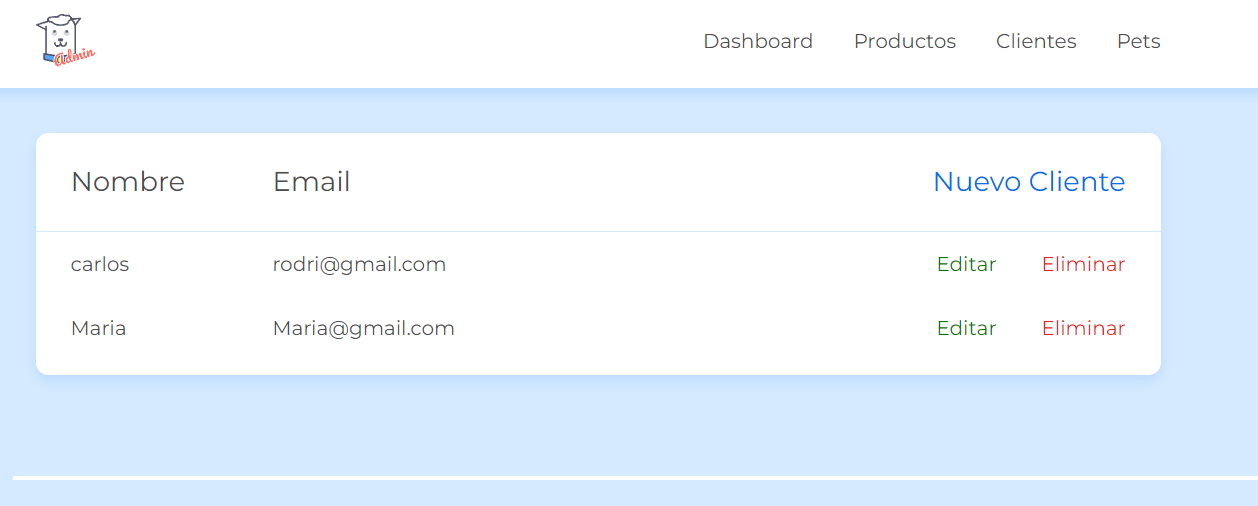 Admin
Dashboard Productos Clientes Pets
Nombre Email Nuevo Cliente
carlos rodri@gmail.com Editar Eliminar
Maria Maria@gmail.com Editar Eliminar